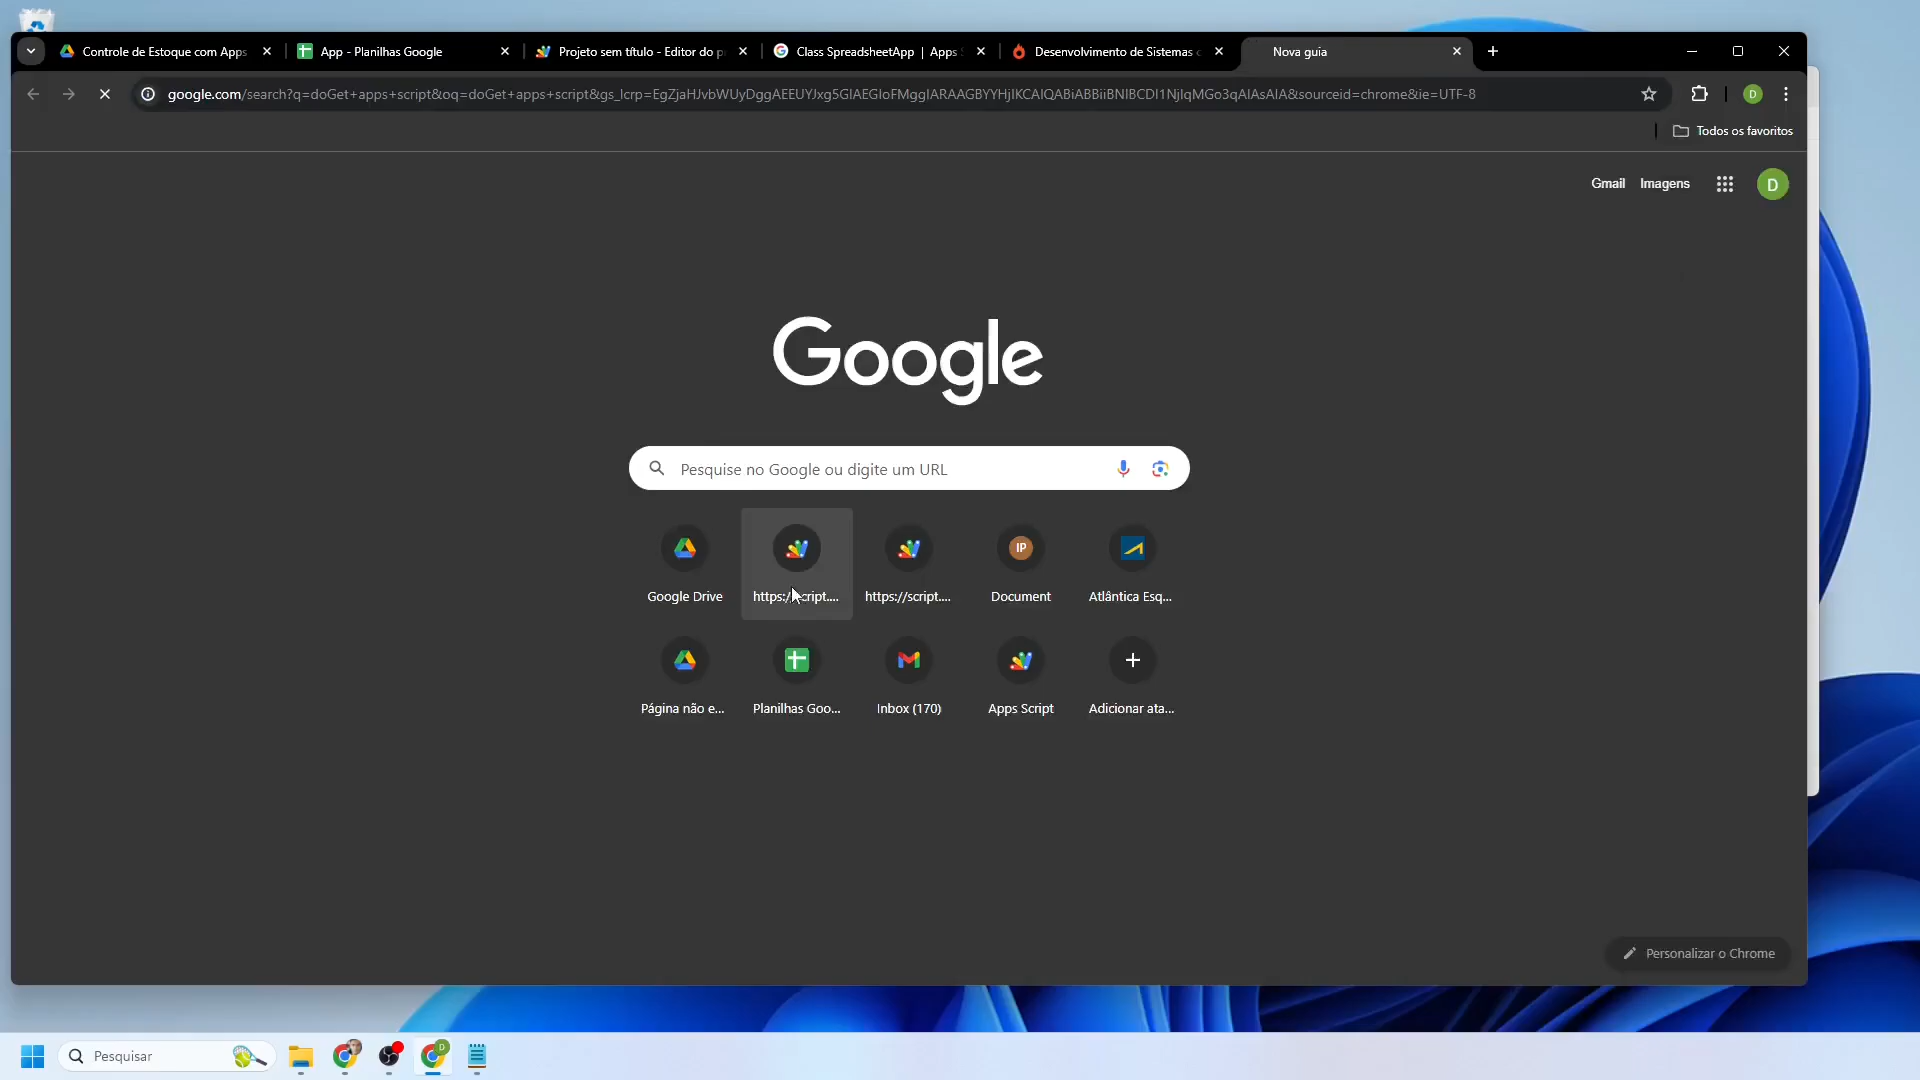 Controle de Estoque com Apps
App - Planilhas Google
Projeto sem título - Editor do p
Class SpreadsheetApp | Apps S
Desenvolvimento de Sistemas c
Nova guia
google.com/search?q=doGet+apps+script&oq=doGet+apps+script&gs_lcrp=EgZjaHJvbWUyDggAEEUYJxg5GIAEGIoFMggIARAAGBYYHjIKCAIQABiABBiiBNIBCDI1NjlqMGo3qAIAsAIA&sourceid=chrome&ie=UTF-8
D
Todos os favoritos
Gmail
Imagens
D
Google
Pesquise no Google ou digite um URL
Google Drive
https://script....
https://script....
IP
Document
Atlântica Esq...
Página não e...
Planilhas Goo...
Inbox (170)
Apps Script
Adicionar ata...
Personalizar o Chrome
Pesquisar
D